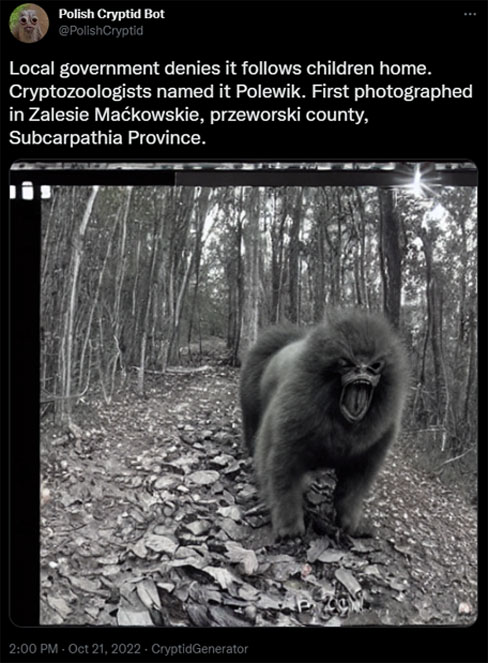 Polish Cryptid Bot
@PolishCryptid
Local government denies it follows children home.
Cryptozoologists named it Polewik. First photographed
in Zalesie Maćkowskie, przeworski county,
Subcarpathia Province.
2:00 PM · Oct 21, 2022 · CryptidGenerator